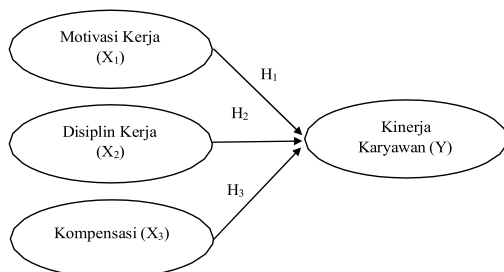 Motivasi Kerja
(X₁)
H₁
H₂
Disiplin Kerja
(X₂)
Kinerja
Karyawan (Y)
H₃
Kompensasi (X₃)